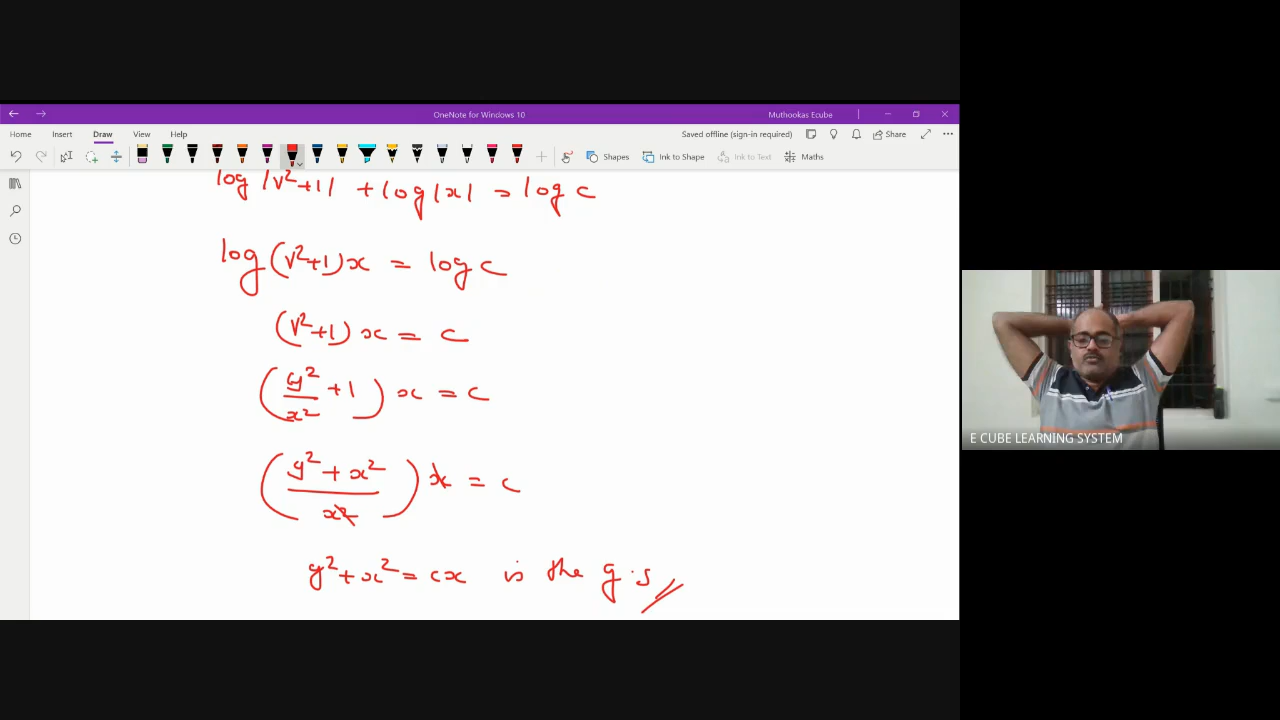 OneNote for Windows 10
Muthookas Ecube
Home Insert Draw View Help
Saved offline (sign-in required) Share
Shapes Ink to Shape Ink to Text Maths
log |v²+1| + log |x| = log c
log (v²+1)x = log c
(v²+1) x = c
(y²/x² + 1) x = c
((y² + x²)/x²) x = c
y² + x² = cx is the g.s
E CUBE LEARNING SYSTEM